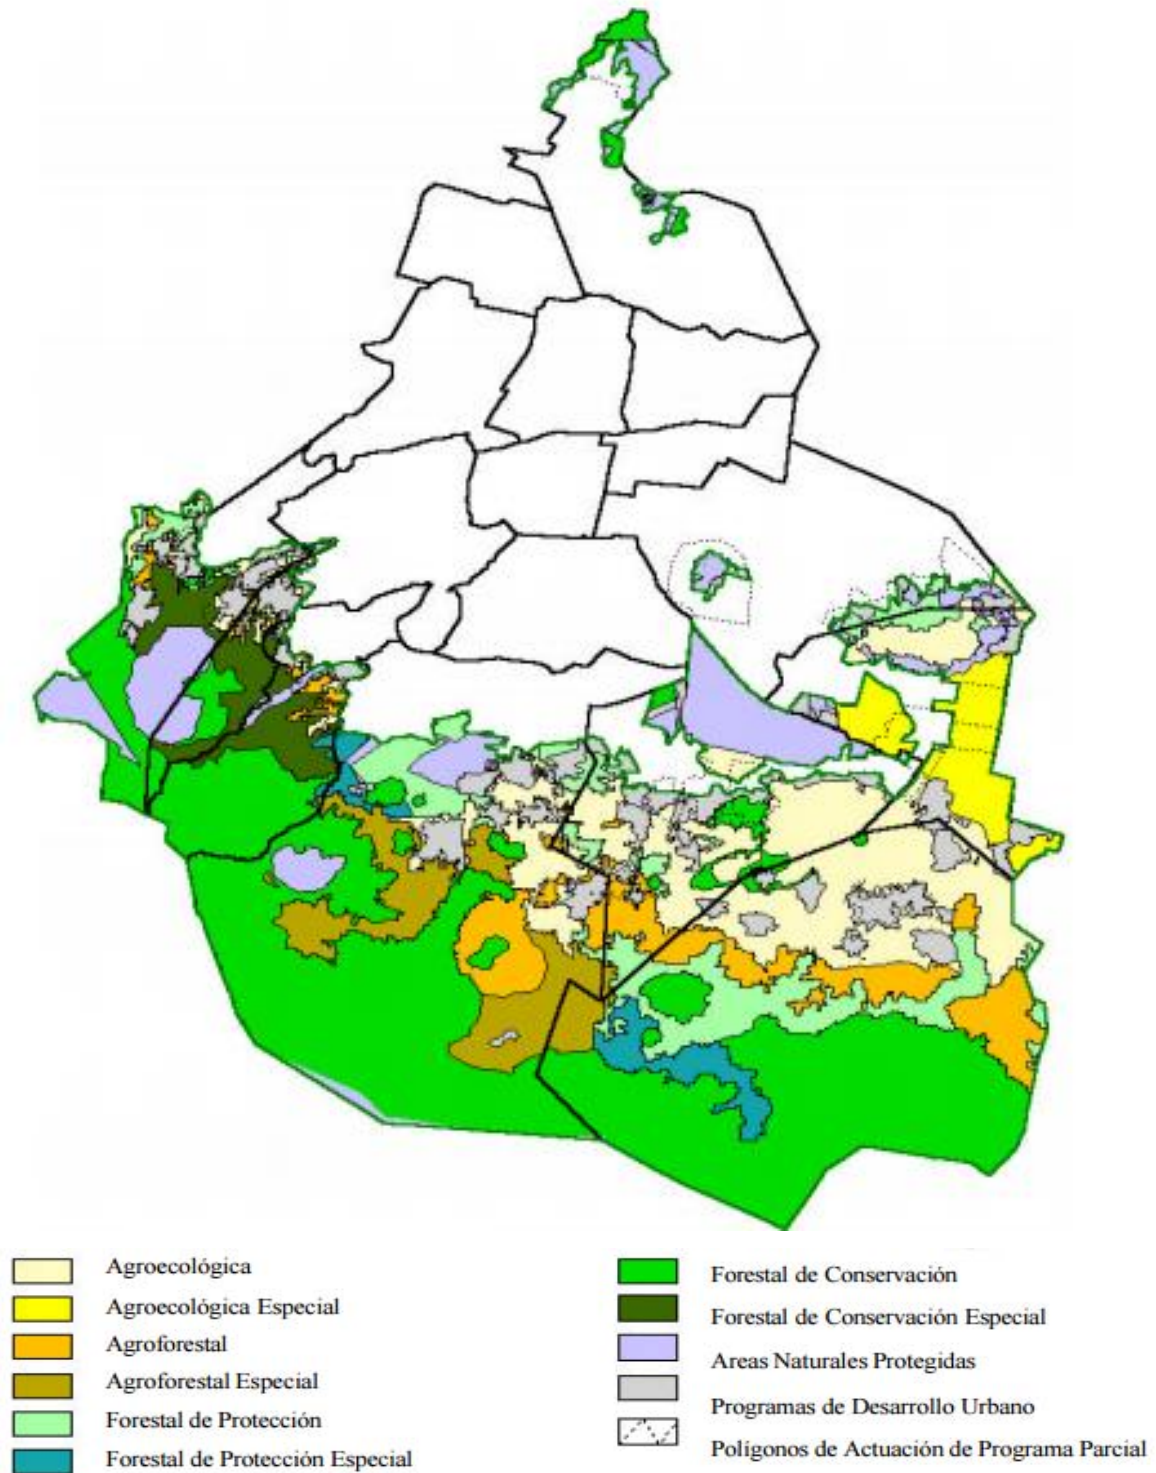 Agroecológica
Agroecológica Especial
Agroforestal
Agroforestal Especial
Forestal de Protección
Forestal de Protección Especial
Forestal de Conservación
Forestal de Conservación Especial
Areas Naturales Protegidas
Programas de Desarrollo Urbano
Polígonos de Actuación de Programa Parcial